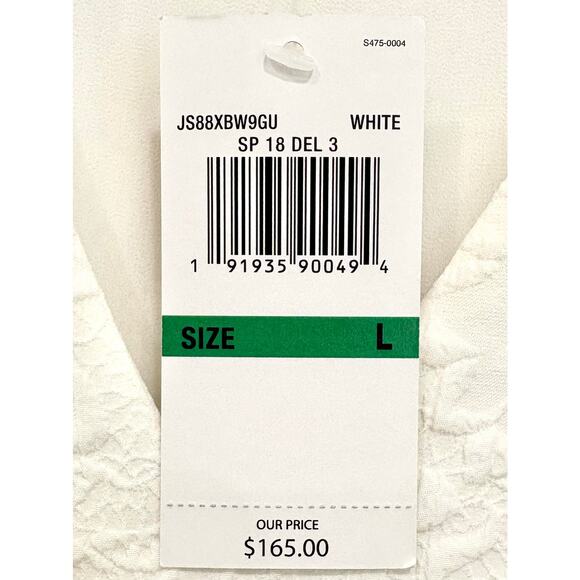 S475-0004
JS88XBW9GU WHITE
SP 18 DEL 3
1 91935 90049 4
SIZE L
OUR PRICE
$165.00